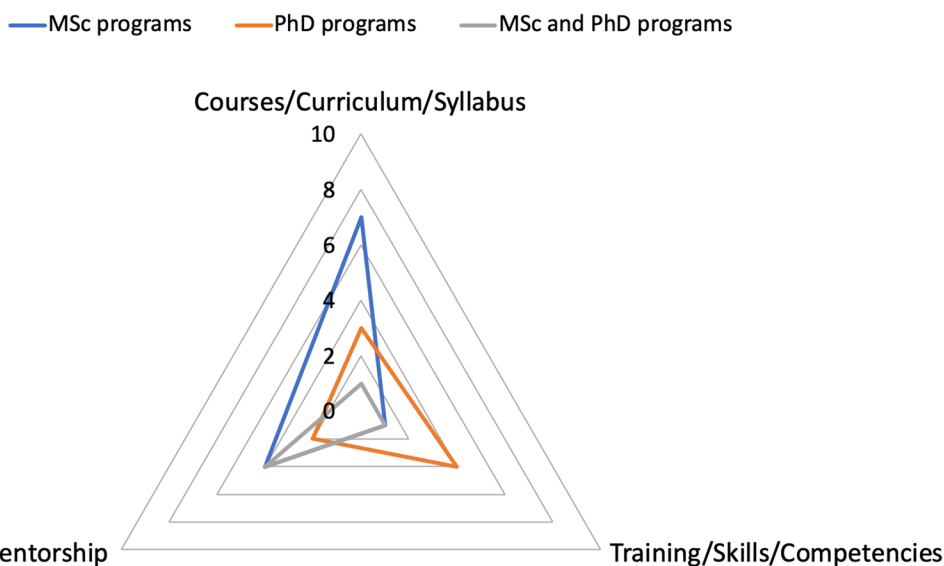 MSc programs PhD programs MSc and PhD programs
Courses/Curriculum/Syllabus
10
8
6
4
2
0
entorship Training/Skills/Competencies